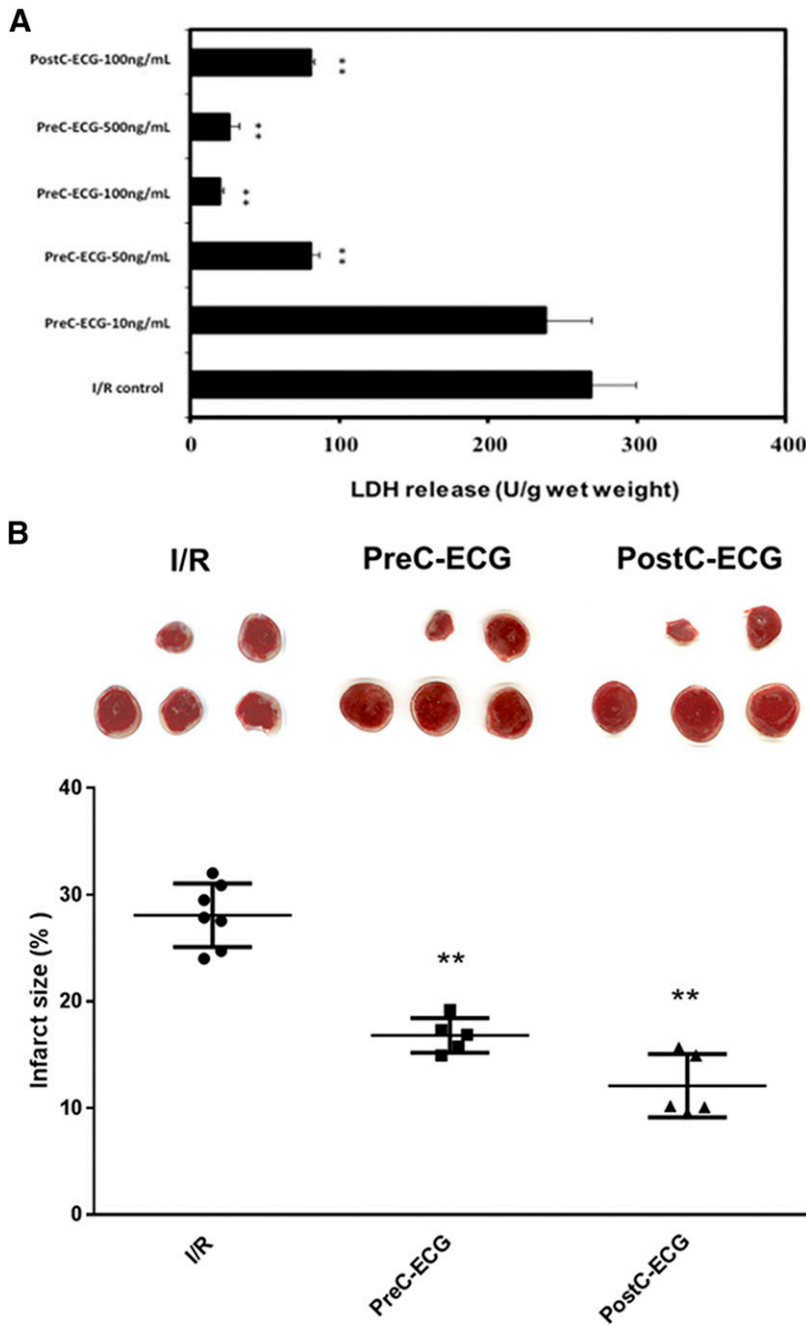 A
PostC-ECG-100ng/mL
**
PreC-ECG-500ng/mL
**
PreC-ECG-100ng/mL
**
PreC-ECG-50ng/mL
**
PreC-ECG-10ng/mL
I/R control
0 100 200 300 400
LDH release (U/g wet weight)
B
I/R PreC-ECG PostC-ECG
40
30
20
10
0
Infarct size (% )
**
**
I/R
PreC-ECG
PostC-ECG